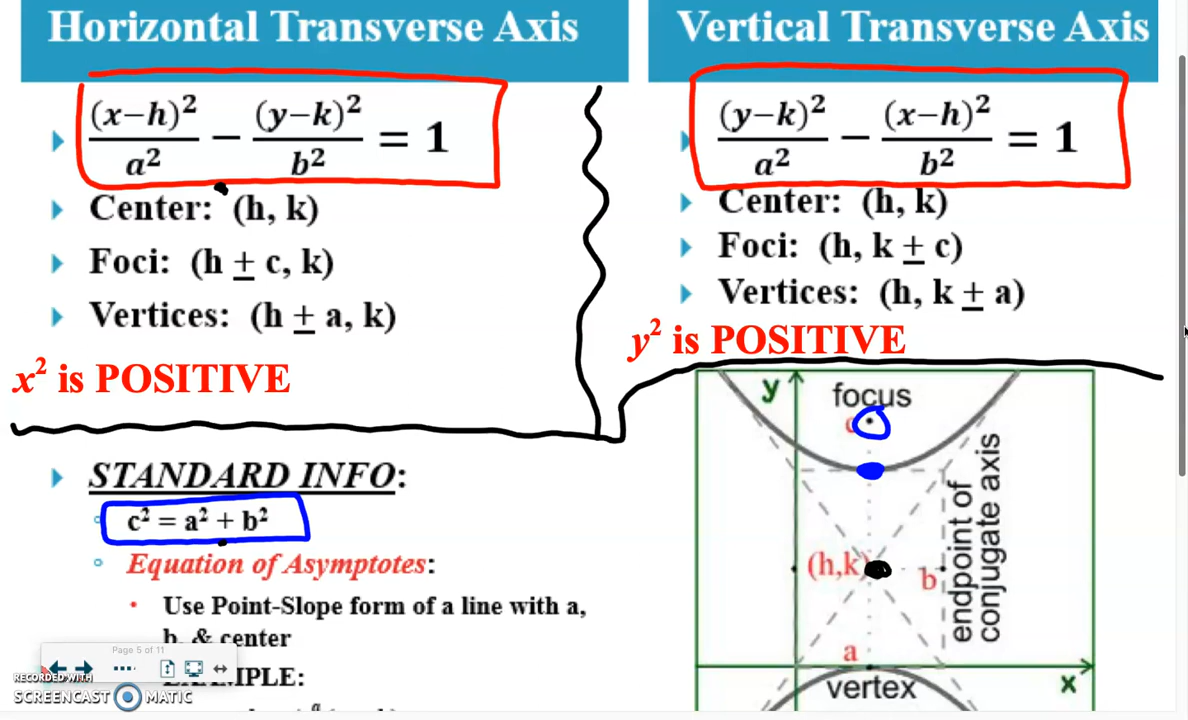 Horizontal Transverse Axis
(x−h)²/a² − (y−k)²/b² = 1
Center: (h, k)
Foci: (h ± c, k)
Vertices: (h ± a, k)
x² is POSITIVE
Vertical Transverse Axis
(y−k)²/a² − (x−h)²/b² = 1
Center: (h, k)
Foci: (h, k ± c)
Vertices: (h, k ± a)
y² is POSITIVE
STANDARD INFO:
c² = a² + b²
Equation of Asymptotes:
Use Point-Slope form of a line with a,
b, & center
Page 5 of 11
RECORDED WITH
SCREENCAST MATIC
y
focus
(h,k)
b
endpoint of
conjugate axis
a
vertex
x